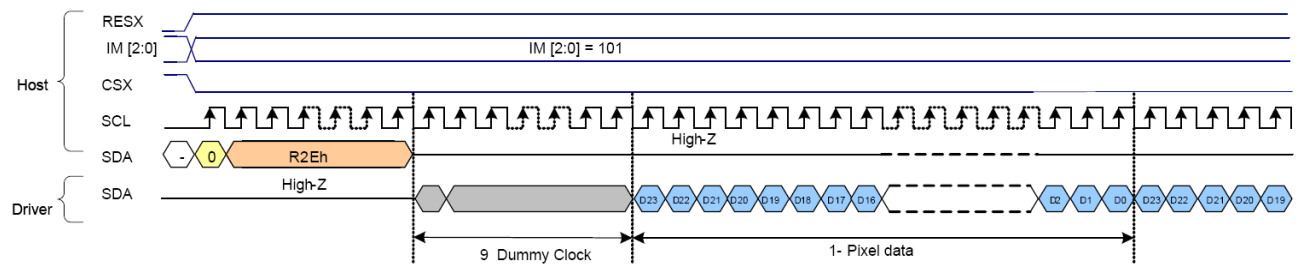 RESX
IM [2:0]
IM [2:0] = 101
Host
CSX
SCL
High-Z
SDA
-
0
R2Eh
High-Z
Driver
SDA
D23 D22 D21 D20 D19 D18 D17 D16 D2 D1 D0 D23 D22 D21 D20 D19
9 Dummy Clock
1- Pixel data